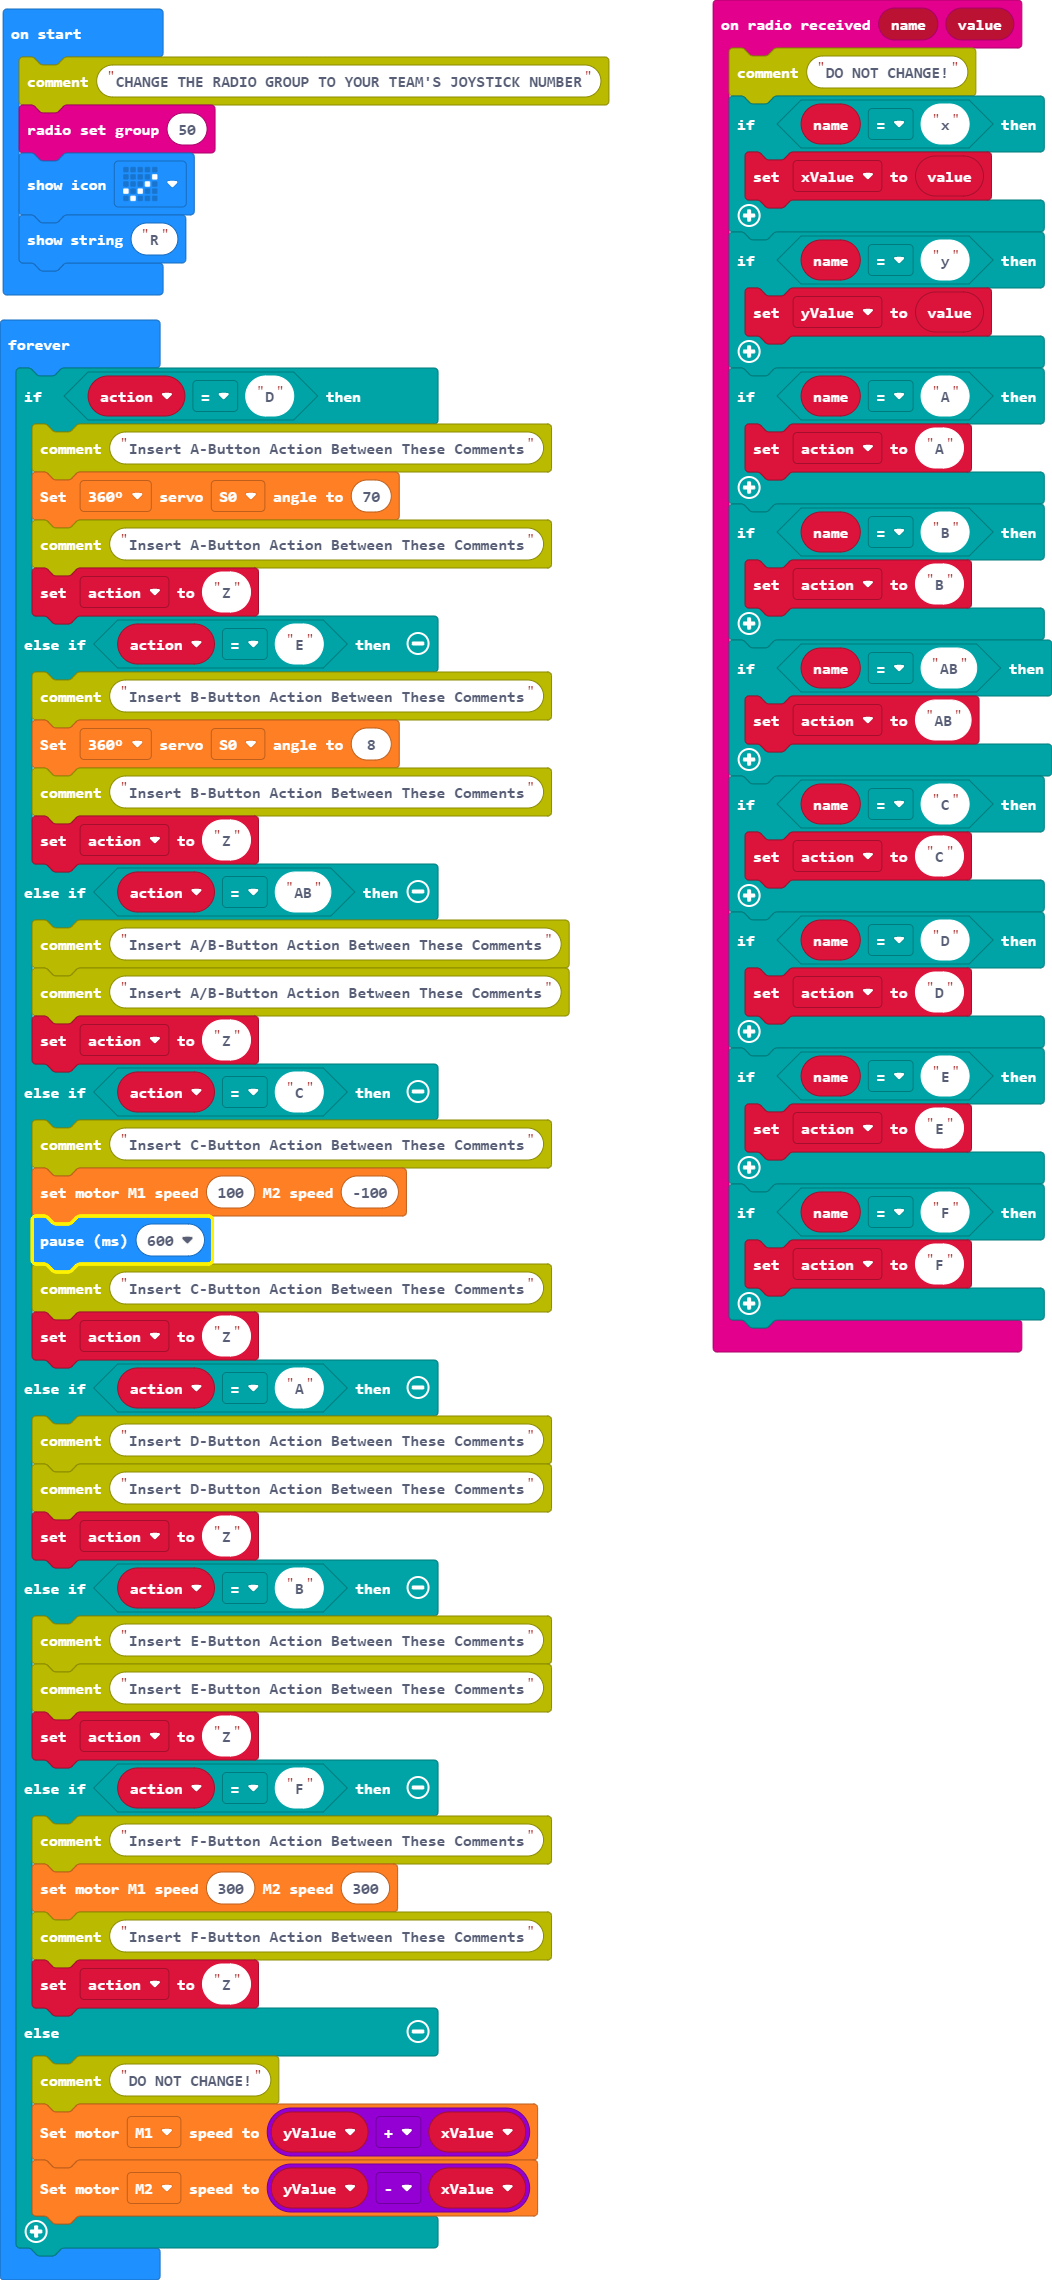 on start
comment "CHANGE THE RADIO GROUP TO YOUR TEAM'S JOYSTICK NUMBER"
radio set group 50
show icon
show string "R"
forever
if action = "D" then
comment "Insert A-Button Action Between These Comments"
Set 360º servo S0 angle to 70
comment "Insert A-Button Action Between These Comments"
set action to "Z"
else if action = "E" then
comment "Insert B-Button Action Between These Comments"
Set 360º servo S0 angle to 8
comment "Insert B-Button Action Between These Comments"
set action to "Z"
else if action = "AB" then
comment "Insert A/B-Button Action Between These Comments"
comment "Insert A/B-Button Action Between These Comments"
set action to "Z"
else if action = "C" then
comment "Insert C-Button Action Between These Comments"
set motor M1 speed 100 M2 speed -100
pause (ms) 600
comment "Insert C-Button Action Between These Comments"
set action to "Z"
else if action = "A" then
comment "Insert D-Button Action Between These Comments"
comment "Insert D-Button Action Between These Comments"
set action to "Z"
else if action = "B" then
comment "Insert E-Button Action Between These Comments"
comment "Insert E-Button Action Between These Comments"
set action to "Z"
else if action = "F" then
comment "Insert F-Button Action Between These Comments"
set motor M1 speed 300 M2 speed 300
comment "Insert F-Button Action Between These Comments"
set action to "Z"
else
comment "DO NOT CHANGE!"
Set motor M1 speed to yValue + xValue
Set motor M2 speed to yValue - xValue
on radio received name value
comment "DO NOT CHANGE!"
if name = "x" then
set xValue to value
if name = "y" then
set yValue to value
if name = "A" then
set action to "A"
if name = "B" then
set action to "B"
if name = "AB" then
set action to "AB"
if name = "C" then
set action to "C"
if name = "D" then
set action to "D"
if name = "E" then
set action to "E"
if name = "F" then
set action to "F"